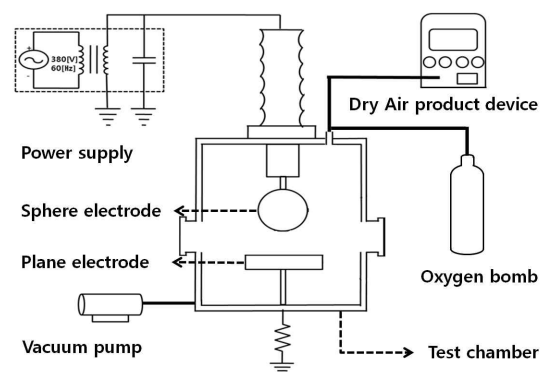 +
380[V]
60[Hz]
-
Dry Air product device
Power supply
Sphere electrode
Plane electrode
Oxygen bomb
Vacuum pump
Test chamber